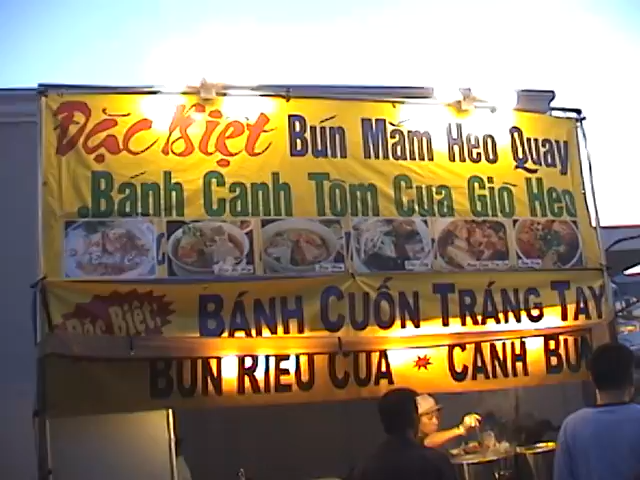 Đặc Biệt BÚN MẮM HEO QUAY
.BÁNH CANH TÔM CUA GIÒ HEO
Đặc Biệt: BÁNH CUỐN TRÁNG TAY
BÚN RIÊU CUA CANH BÚN